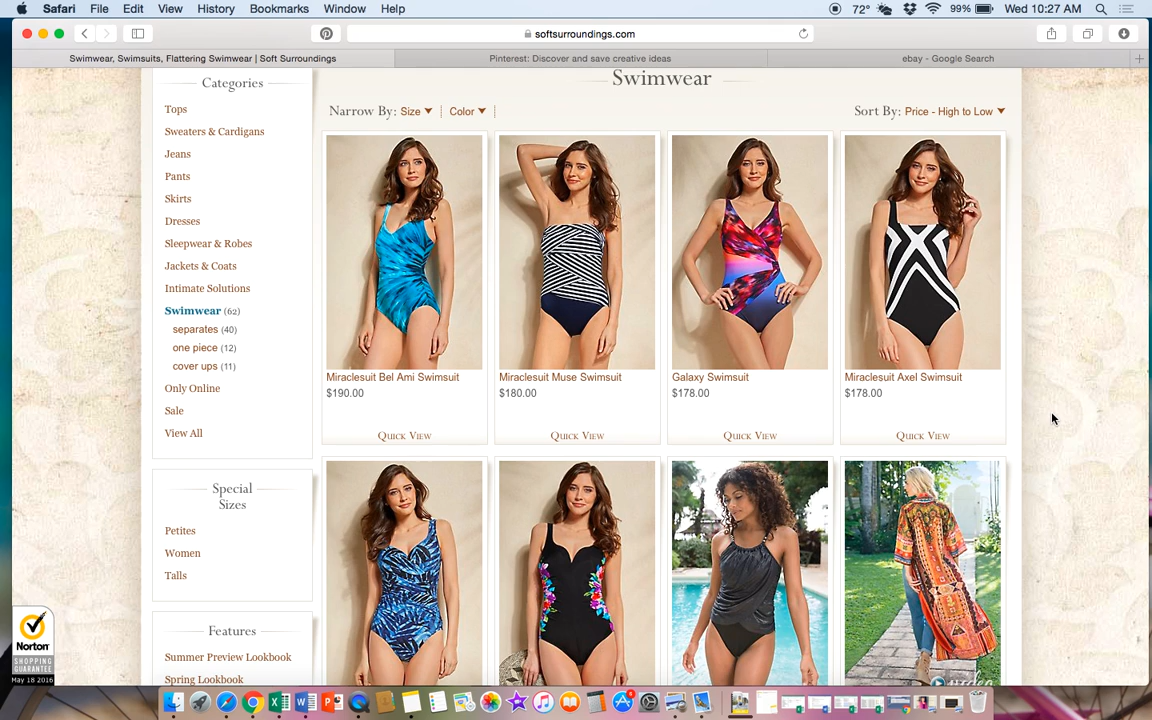 Safari File Edit View History Bookmarks Window Help 72° 99% Wed 10:27 AM
softsurroundings.com
Swimwear, Swimsuits, Flattering Swimwear | Soft Surroundings Pinterest: Discover and save creative ideas ebay - Google Search
Categories
Tops
Sweaters & Cardigans
Jeans
Pants
Skirts
Dresses
Sleepwear & Robes
Jackets & Coats
Intimate Solutions
Swimwear (62)
separates (40)
one piece (12)
cover ups (11)
Only Online
Sale
View All
Special
Sizes
Petites
Women
Talls
Features
Summer Preview Lookbook
Spring Lookbook
Swimwear
Narrow By: Size Color Sort By: Price - High to Low
Miraclesuit Bel Ami Swimsuit
$190.00
Quick View
Miraclesuit Muse Swimsuit
$180.00
Quick View
Galaxy Swimsuit
$178.00
Quick View
Miraclesuit Axel Swimsuit
$178.00
Quick View
Norton
SHOPPING
GUARANTEE
May 18 2016